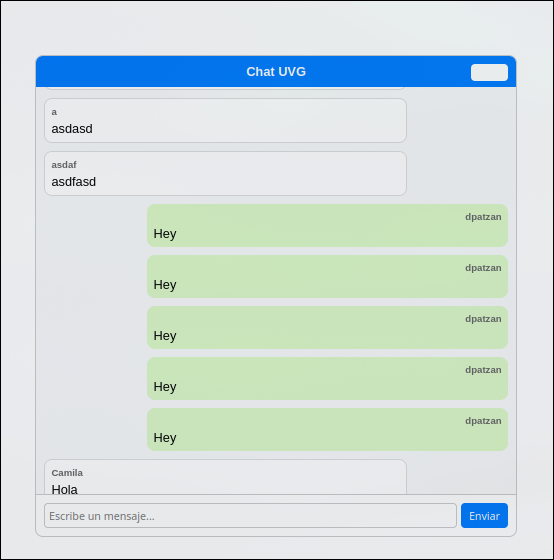 Chat UVG
a
asdasd
asdaf
asdfasd
dpatzan
Hey
dpatzan
Hey
dpatzan
Hey
dpatzan
Hey
dpatzan
Hey
Camila
Hola
Escribe un mensaje...
Enviar